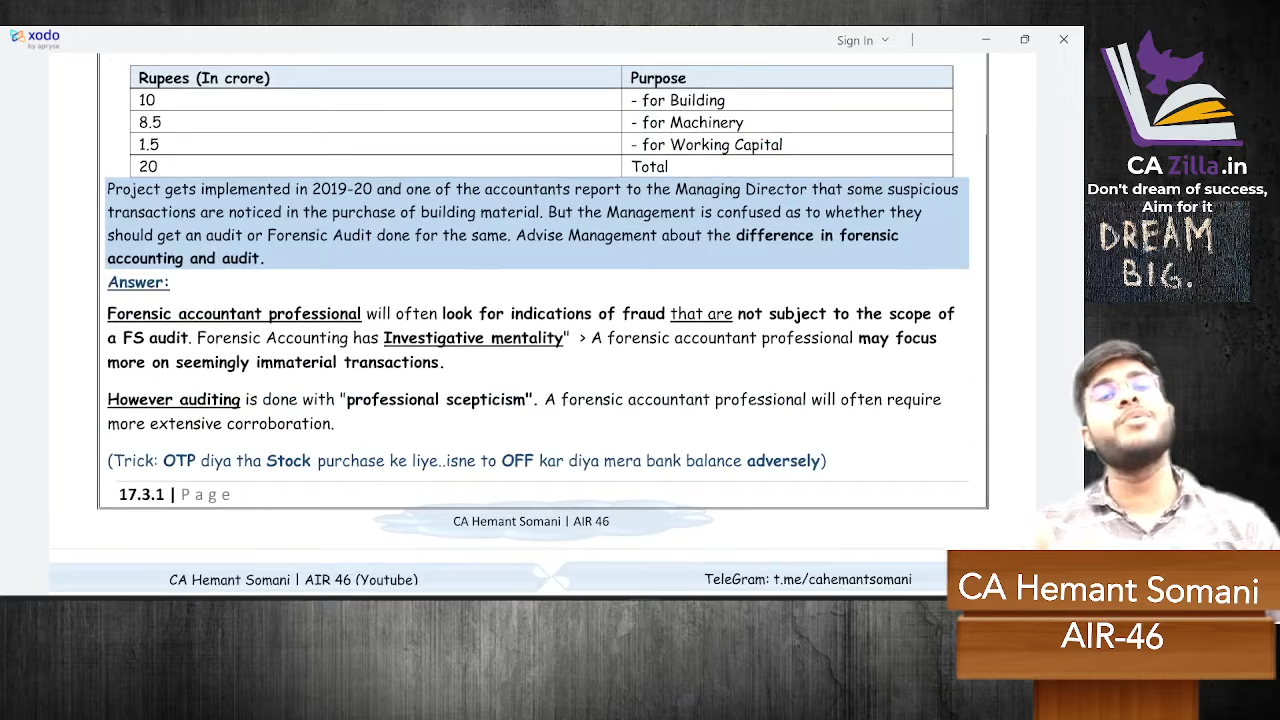 xodo
by apryse
Sign In
Rupees (In crore) Purpose
10 - for Building
8.5 - for Machinery
1.5 - for Working Capital
20 Total
Project gets implemented in 2019-20 and one of the accountants report to the Managing Director that some suspicious
transactions are noticed in the purchase of building material. But the Management is confused as to whether they
should get an audit or Forensic Audit done for the same. Advise Management about the difference in forensic
accounting and audit.
Answer:
Forensic accountant professional will often look for indications of fraud that are not subject to the scope of
a FS audit. Forensic Accounting has Investigative mentality" > A forensic accountant professional may focus
more on seemingly immaterial transactions.
However auditing is done with "professional scepticism". A forensic accountant professional will often require
more extensive corroboration.
(Trick: OTP diya tha Stock purchase ke liye..isne to OFF kar diya mera bank balance adversely)
17.3.1 | Page
CA Hemant Somani | AIR 46
CA Hemant Somani | AIR 46 (Youtube)
TeleGram: t.me/cahemantsomani
CA Zilla.in
Don't dream of success,
Aim for it
DREAM
BIG.
CA Hemant Somani
AIR-46